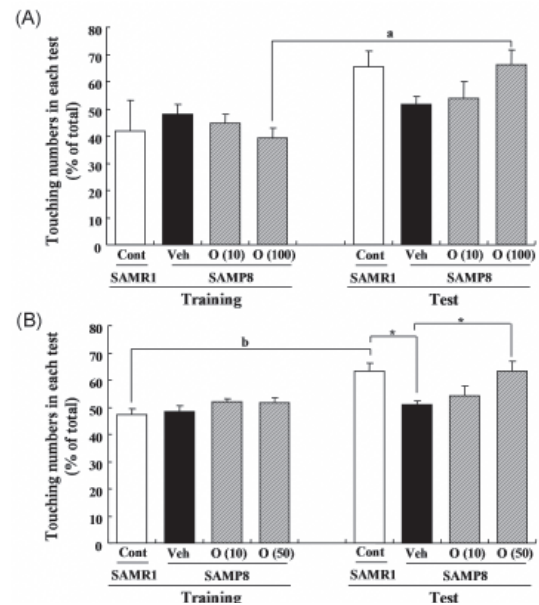 (A)
Touching numbers in each test
(% of total)
80
70
60
50
40
30
20
10
0
a
Cont Veh O (10) O (100) Cont Veh O (10) O (100)
SAMR1 SAMP8 SAMR1 SAMP8
Training Test
(B)
Touching numbers in each test
(% of total)
80
70
60
50
40
30
20
10
0
b * *
Cont Veh O (10) O (50) Cont Veh O (10) O (50)
SAMR1 SAMP8 SAMR1 SAMP8
Training Test